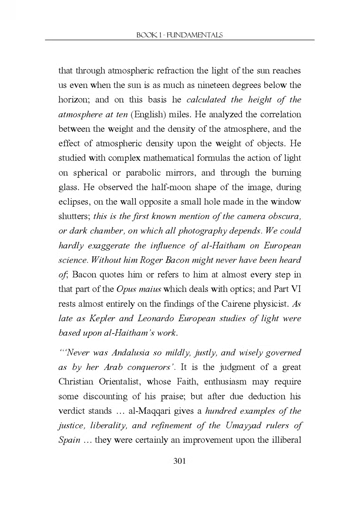 BOOK I · FUNDAMENTALS
that through atmospheric refraction the light of the sun reaches
us even when the sun is as much as nineteen degrees below the
horizon; and on this basis he calculated the height of the
atmosphere at ten (English) miles. He analyzed the correlation
between the weight and the density of the atmosphere, and the
effect of atmospheric density upon the weight of objects. He
studied with complex mathematical formulas the action of light
on spherical or parabolic mirrors, and through the burning
glass. He observed the half-moon shape of the image, during
eclipses, on the wall opposite a small hole made in the window
shutters; this is the first known mention of the camera obscura,
or dark chamber, on which all photography depends. We could
hardly exaggerate the influence of al-Haitham on European
science. Without him Roger Bacon might never have been heard
of; Bacon quotes him or refers to him at almost every step in
that part of the Opus maius which deals with optics; and Part VI
rests almost entirely on the findings of the Cairene physicist. As
late as Kepler and Leonardo European studies of light were
based upon al-Haitham's work.
"'Never was Andalusia so mildly, justly, and wisely governed
as by her Arab conquerors'. It is the judgment of a great
Christian Orientalist, whose Faith, enthusiasm may require
some discounting of his praise; but after due deduction his
verdict stands … al-Maqqari gives a hundred examples of the
justice, liberality, and refinement of the Umayyad rulers of
Spain … they were certainly an improvement upon the illiberal
301